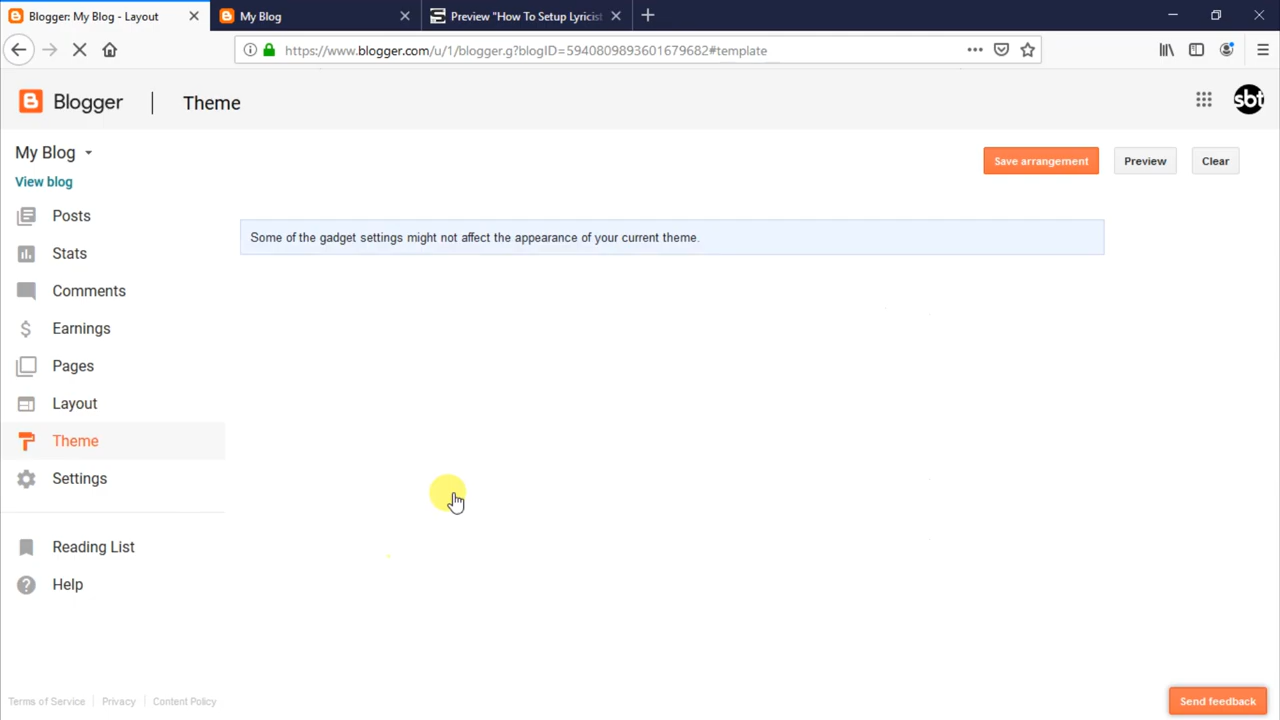 Blogger: My Blog - Layout
My Blog
Preview "How To Setup Lyricist
https://www.blogger.com/u/1/blogger.g?blogID=5940809893601679682#template
Blogger
Theme
sbt
My Blog
Save arrangement
Preview
Clear
View blog
Posts
Some of the gadget settings might not affect the appearance of your current theme.
Stats
Comments
Earnings
Pages
Layout
Theme
Settings
Reading List
Help
Terms of Service
Privacy
Content Policy
Send feedback